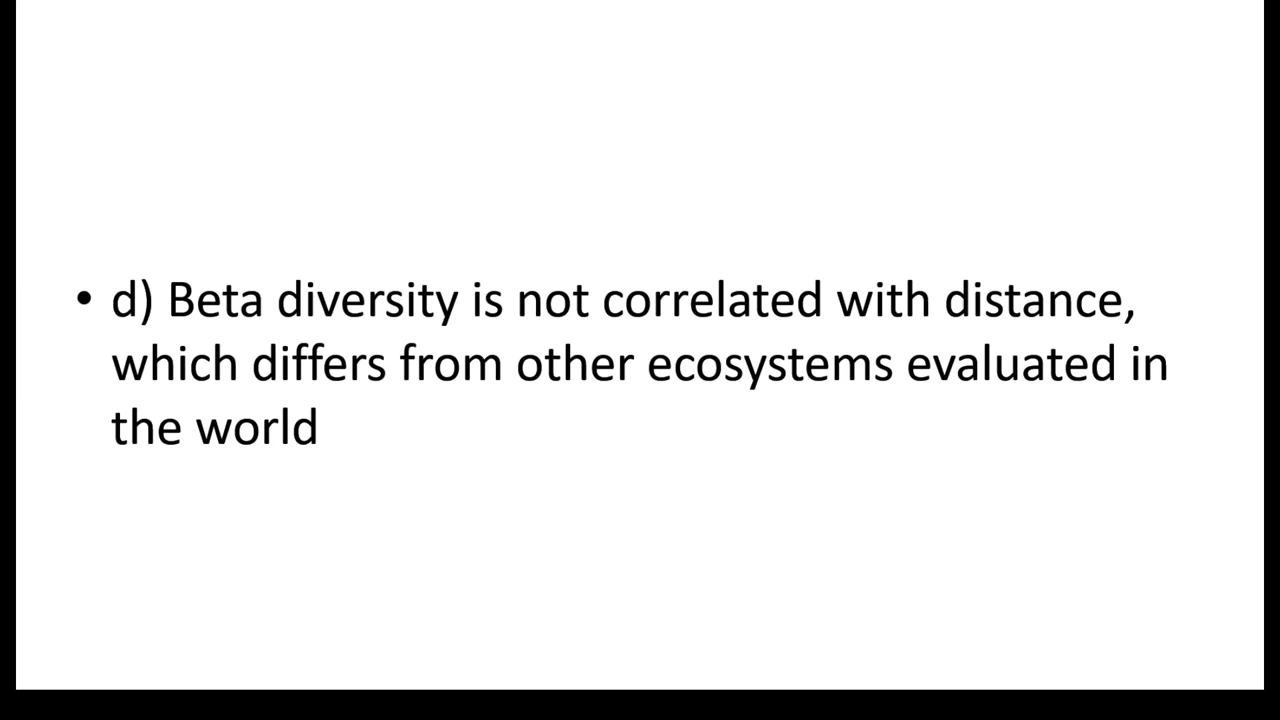 • d) Beta diversity is not correlated with distance,
which differs from other ecosystems evaluated in
the world